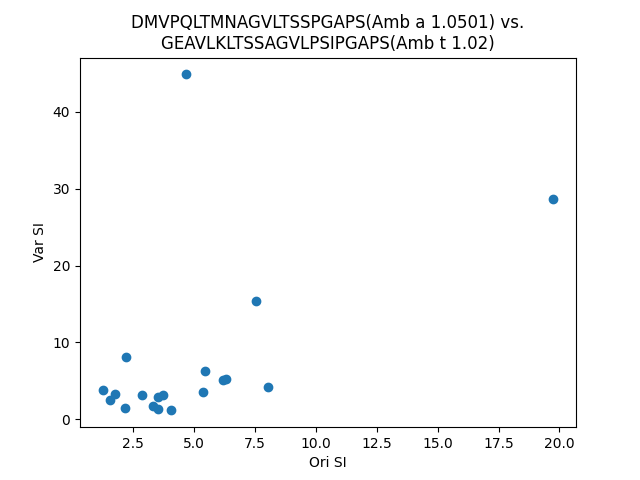 DMVPQLTMNAGVLTSSPGAPS(Amb a 1.0501) vs.
GEAVLKLTSSAGVLPSIPGAPS(Amb t 1.02)
Var SI
40
30
20
10
0
2.5 5.0 7.5 10.0 12.5 15.0 17.5 20.0
Ori SI